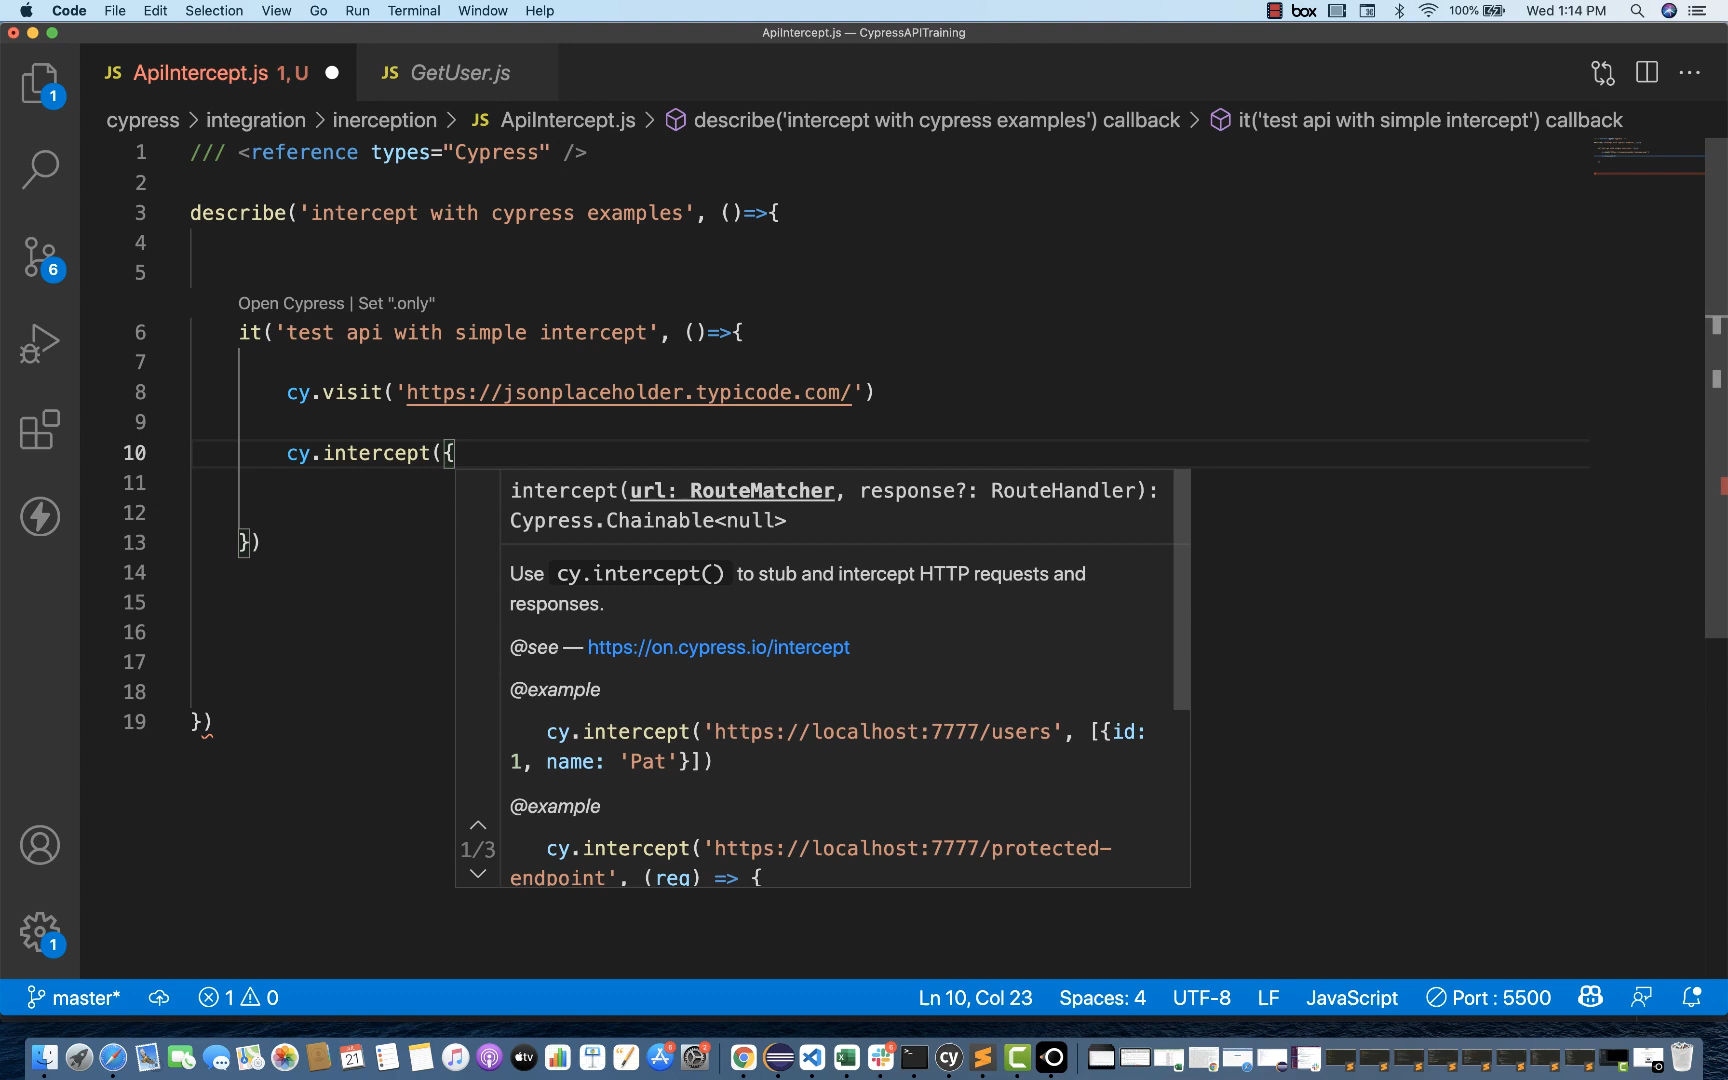 Code File Edit Selection View Go Run Terminal Window Help box 100% Wed 1:14 PM
ApiIntercept.js — CypressAPITraining
JS ApiIntercept.js 1, U JS GetUser.js
cypress > integration > inerception > JS ApiIntercept.js > describe('intercept with cypress examples') callback > it('test api with simple intercept') callback
1 /// <reference types="Cypress" />
2
3 describe('intercept with cypress examples', ()=>{
4
5
Open Cypress | Set ".only"
6 it('test api with simple intercept', ()=>{
7
8 cy.visit('https://jsonplaceholder.typicode.com/')
9
10 cy.intercept({
11
12
13 })
14
15
16
17
18
19 })
intercept(url: RouteMatcher, response?: RouteHandler):
Cypress.Chainable<null>
Use cy.intercept() to stub and intercept HTTP requests and
responses.
@see — https://on.cypress.io/intercept
@example
cy.intercept('https://localhost:7777/users', [{id:
1, name: 'Pat'}])
@example
1/3
cy.intercept('https://localhost:7777/protected-
endpoint', (req) => {
1
6
1
master* 1 0 Ln 10, Col 23 Spaces: 4 UTF-8 LF JavaScript Port : 5500
21 tv cy